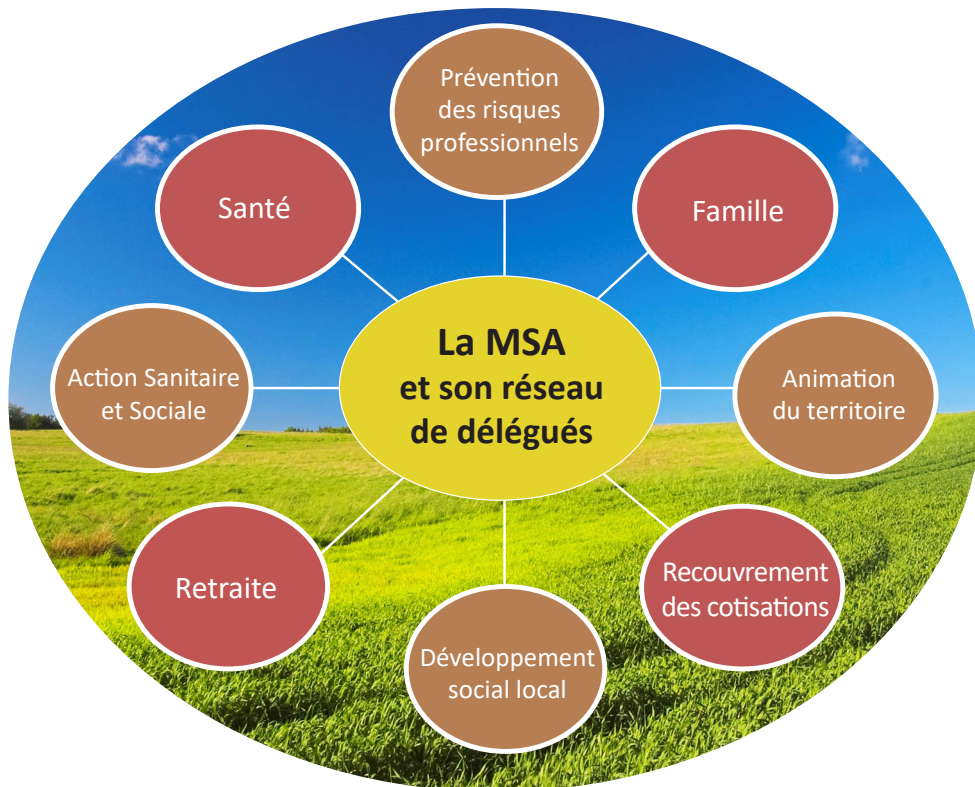 Prévention
des risques
professionnels
Santé
Famille
La MSA
et son réseau
de délégués
Action Sanitaire
et Sociale
Animation
du territoire
Retraite
Recouvrement
des cotisations
Développement
social local